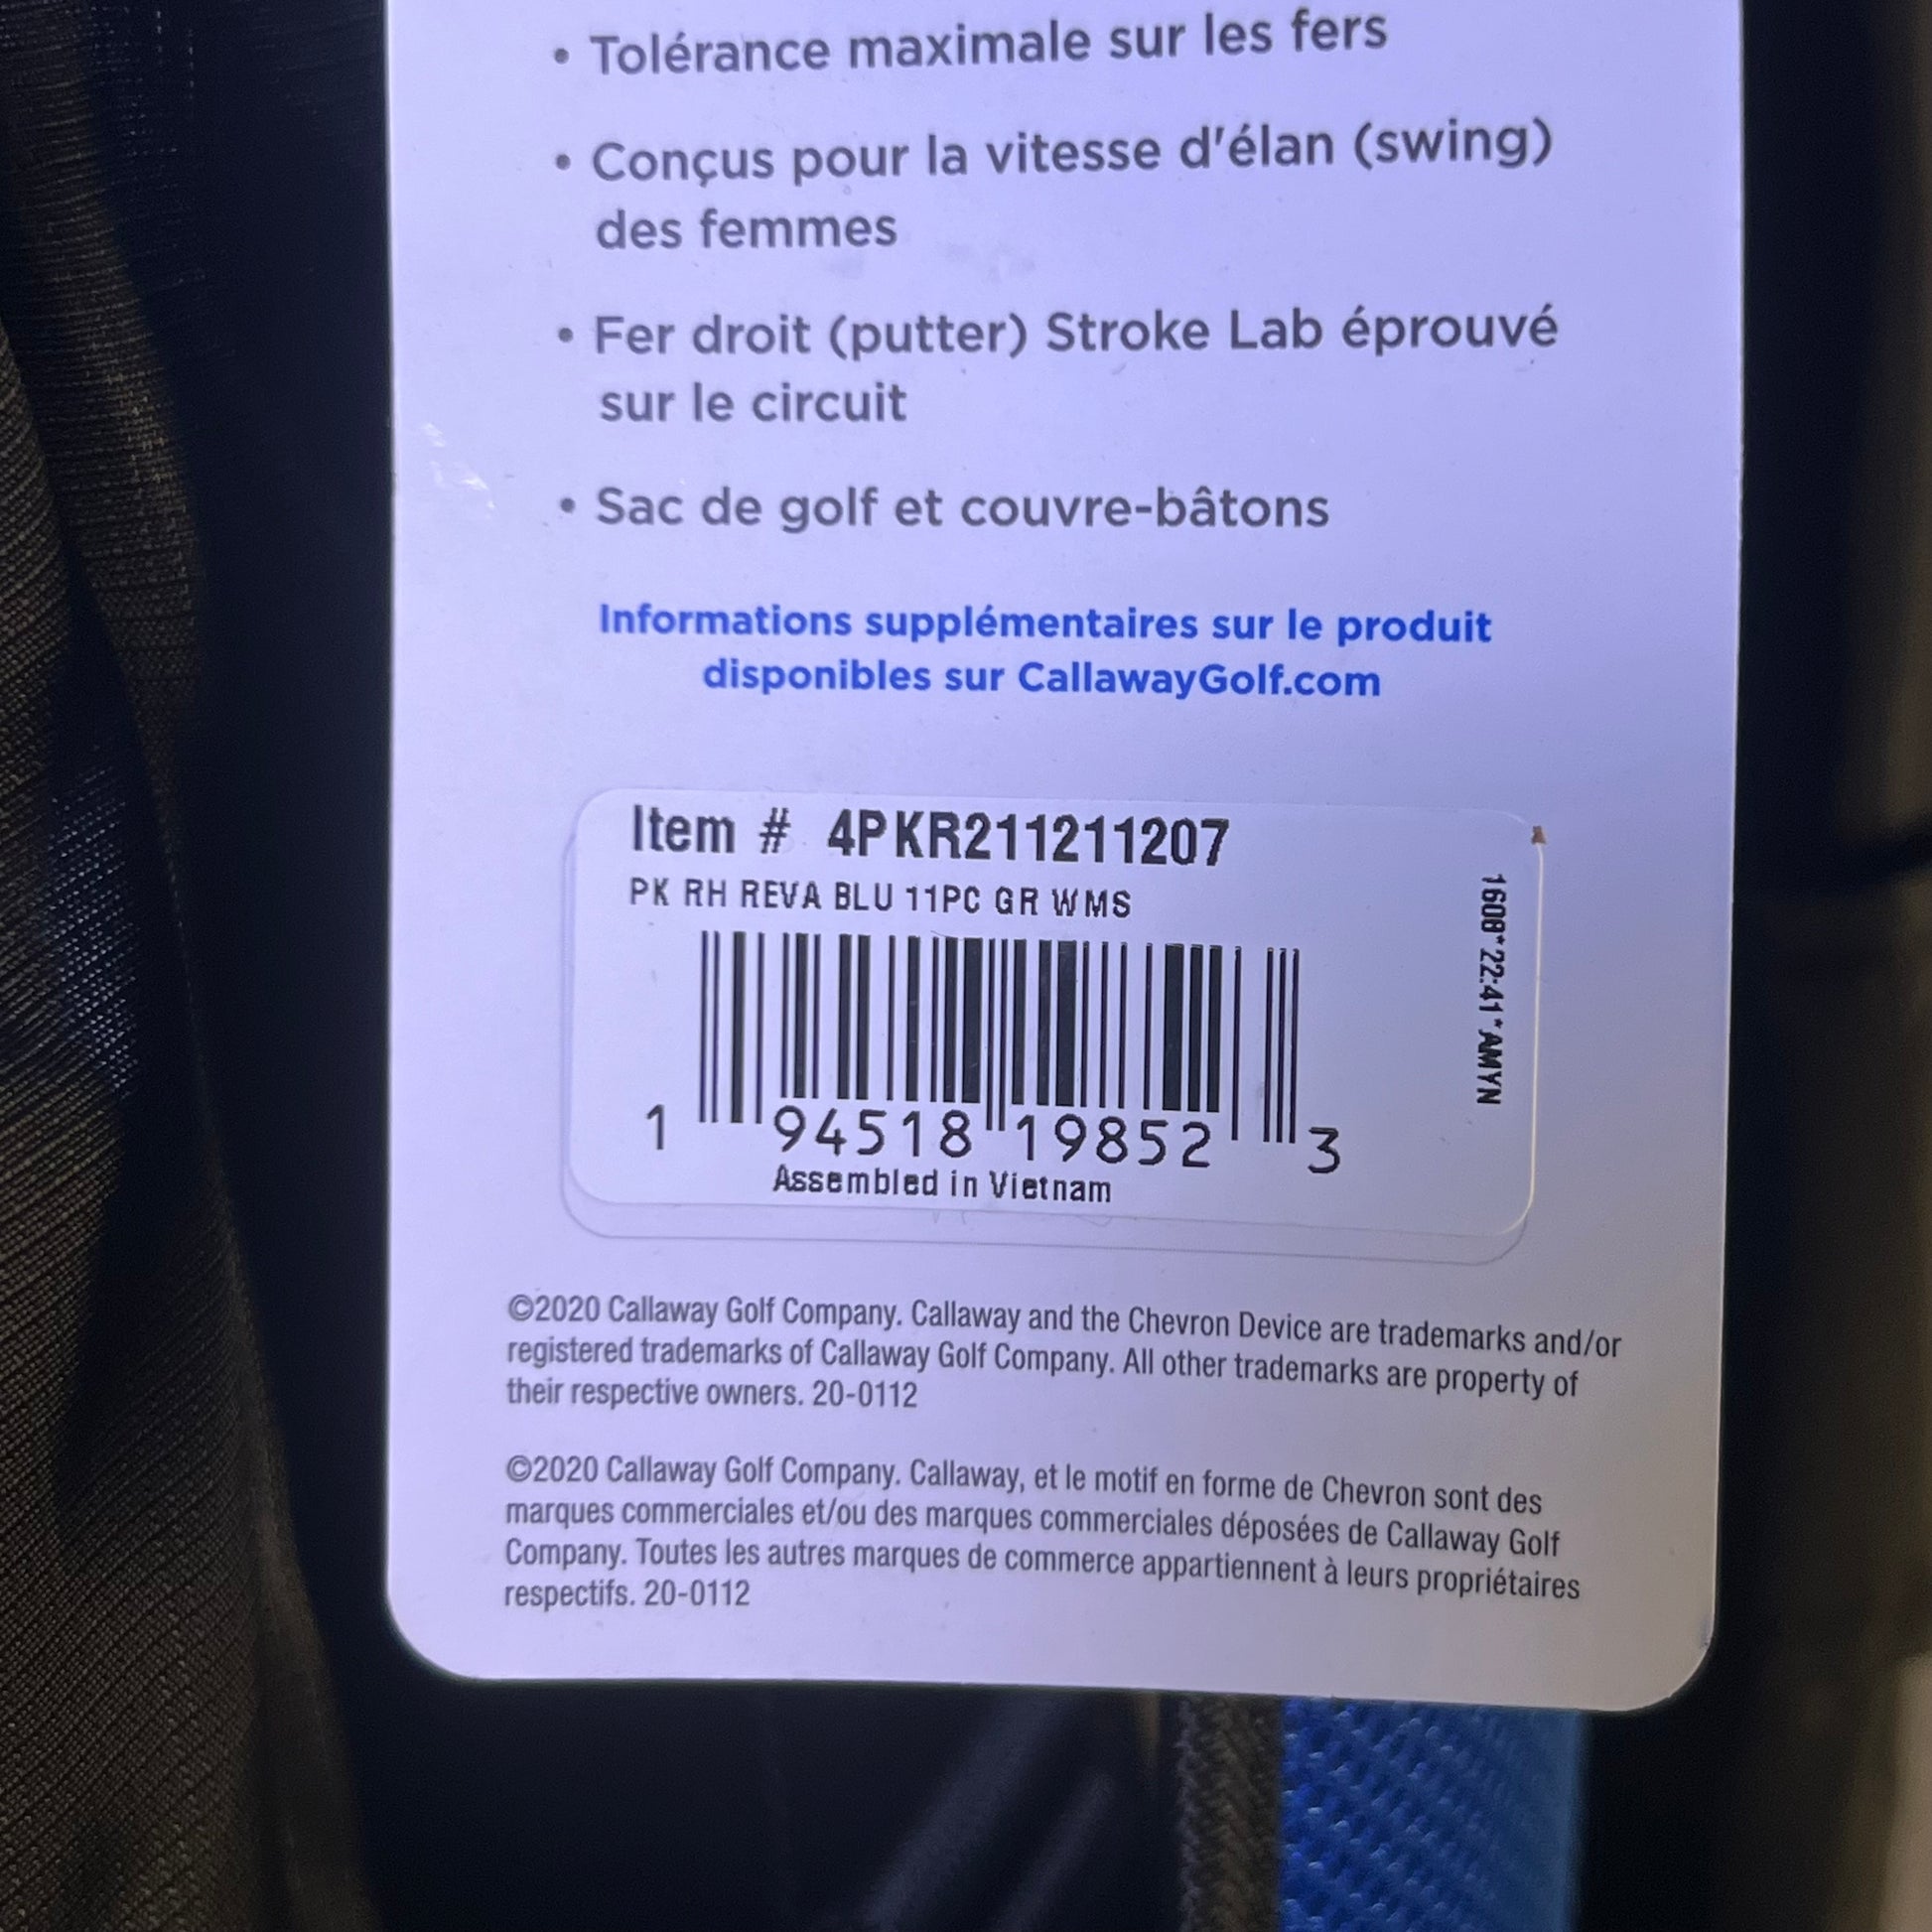 • Tolérance maximale sur les fers
• Conçus pour la vitesse d'élan (swing)
des femmes
• Fer droit (putter) Stroke Lab éprouvé
sur le circuit
• Sac de golf et couvre-bâtons
Informations supplémentaires sur le produit
disponibles sur CallawayGolf.com
Item # 4PKR211211207
PK RH REVA BLU 11PC GR WMS
1608*22:41*AMYN
1 94518 19852 3
Assembled in Vietnam
©2020 Callaway Golf Company. Callaway and the Chevron Device are trademarks and/or
registered trademarks of Callaway Golf Company. All other trademarks are property of
their respective owners. 20-0112
©2020 Callaway Golf Company. Callaway, et le motif en forme de Chevron sont des
marques commerciales et/ou des marques commerciales déposées de Callaway Golf
Company. Toutes les autres marques de commerce appartiennent à leurs propriétaires
respectifs. 20-0112